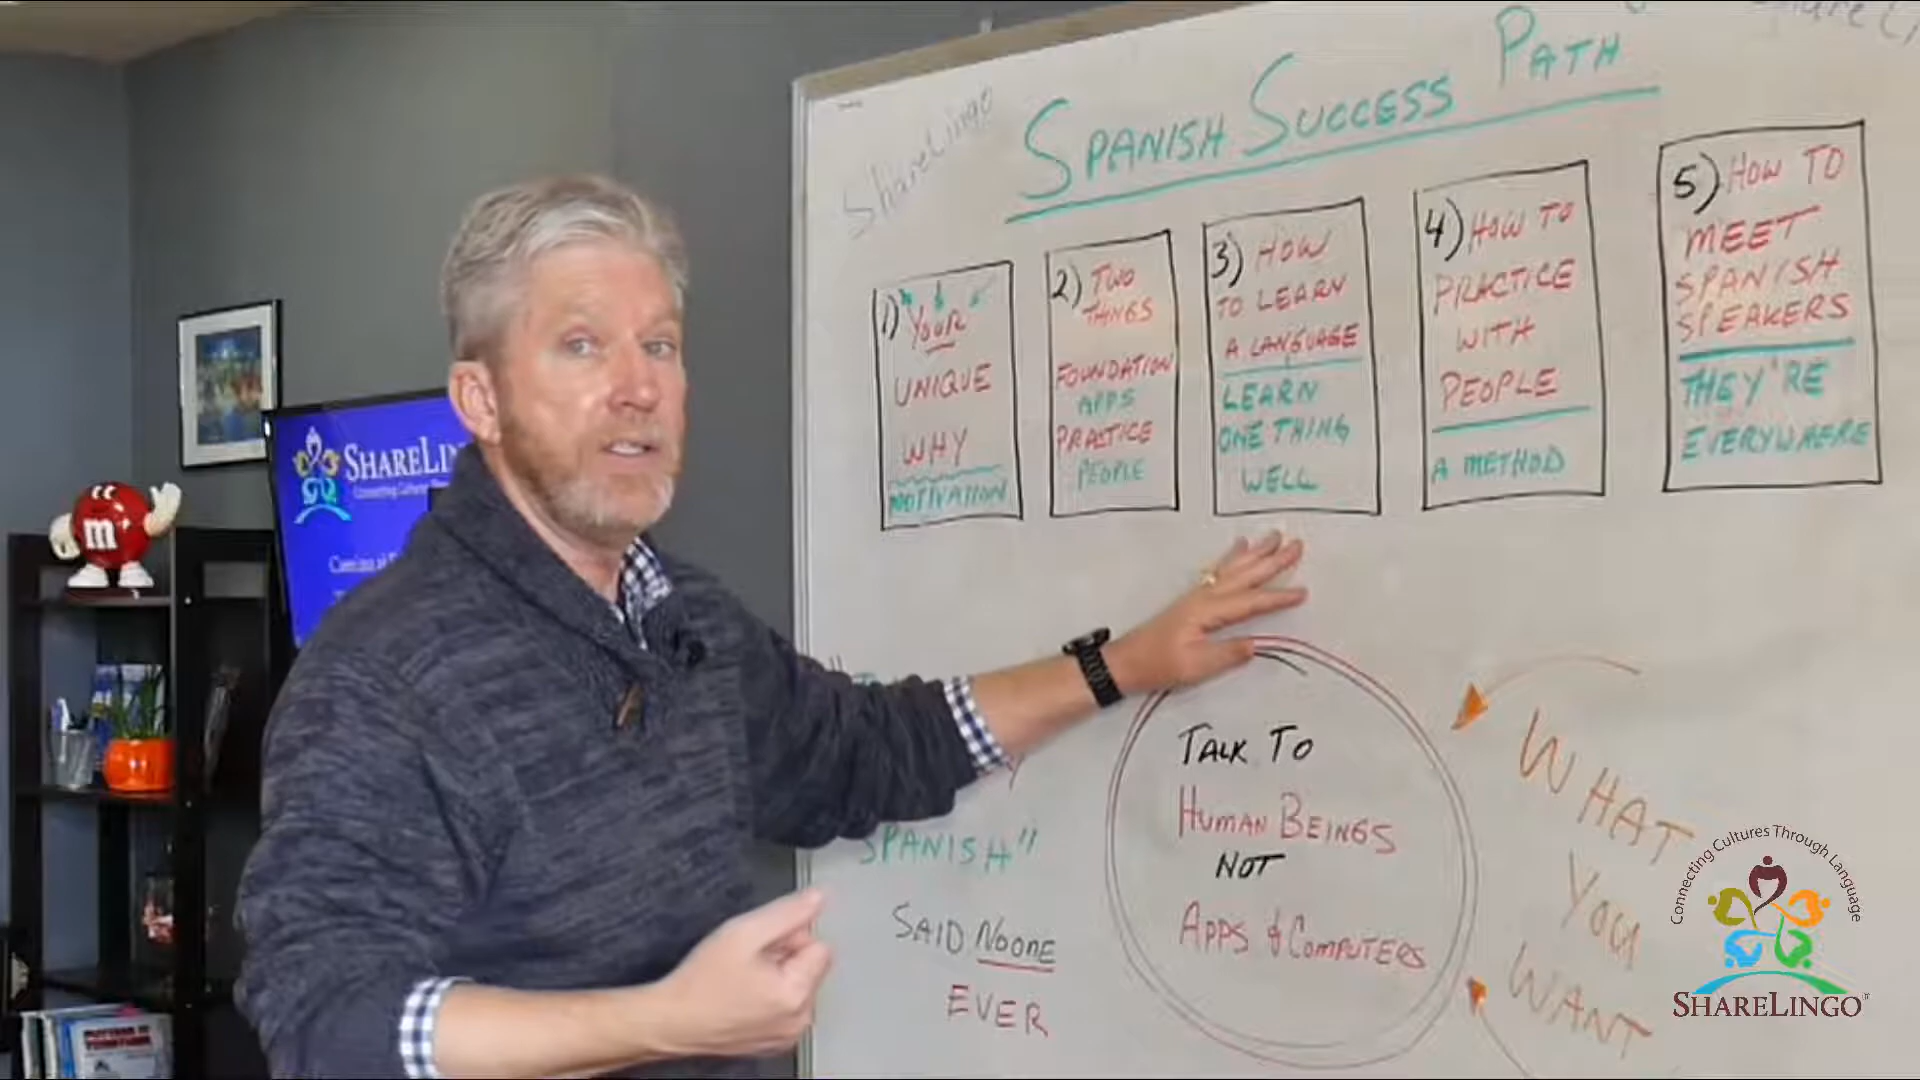 ShareLingo
SPANISH SUCCESS PATH
1) YOUR
UNIQUE
WHY
MOTIVATION
2) TWO
THINGS
FOUNDATION
APPS
PRACTICE
PEOPLE
3) HOW
TO LEARN
A LANGUAGE
LEARN
ONE THING
WELL
4) HOW TO
PRACTICE
WITH
PEOPLE
A METHOD
5) HOW TO
MEET
SPANISH
SPEAKERS
THEY'RE
EVERYWHERE
SHARELIN
m
SPANISH"
SAID NOONE
EVER
TALK TO
HUMAN BEINGS
NOT
APPS & COMPUTERS
WHAT
YOU
WANT
Connecting Cultures Through Language
SHARELINGO